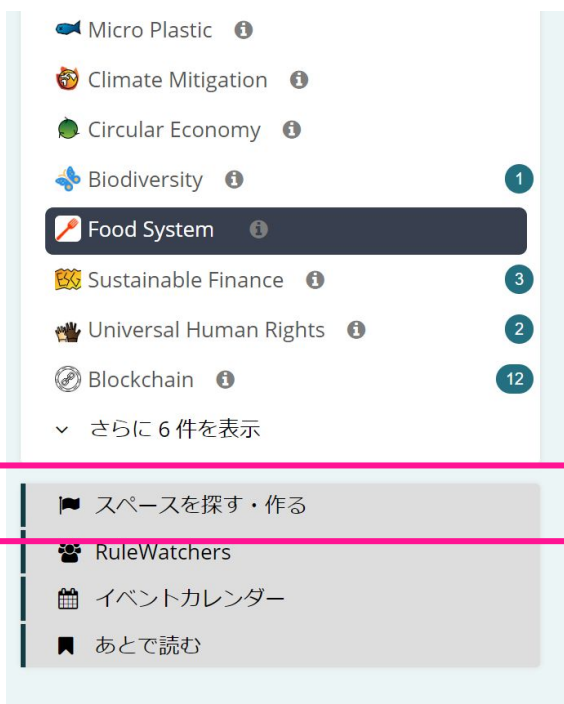 Micro Plastic
Climate Mitigation
Circular Economy
Biodiversity 1
Food System
ESG Sustainable Finance 3
Universal Human Rights 2
Blockchain 12
さらに 6 件を表示
スペースを探す・作る
RuleWatchers
イベントカレンダー
あとで読む